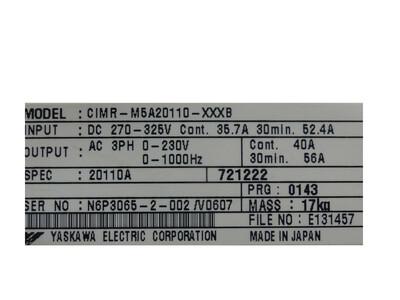 MODEL : CIMR-M5A20110-XXXB
INPUT : DC 270-325V Cont. 35.7A 30min. 52.4A
OUTPUT : AC 3PH 0-230V Cont. 40A
0-1000Hz 30min. 56A
SPEC : 20110A 721222
PRG : 0143
SER NO : N6P3065-2-002/V0607 MASS : 17kg
FILE NO : E131457
YASKAWA ELECTRIC CORPORATION MADE IN JAPAN